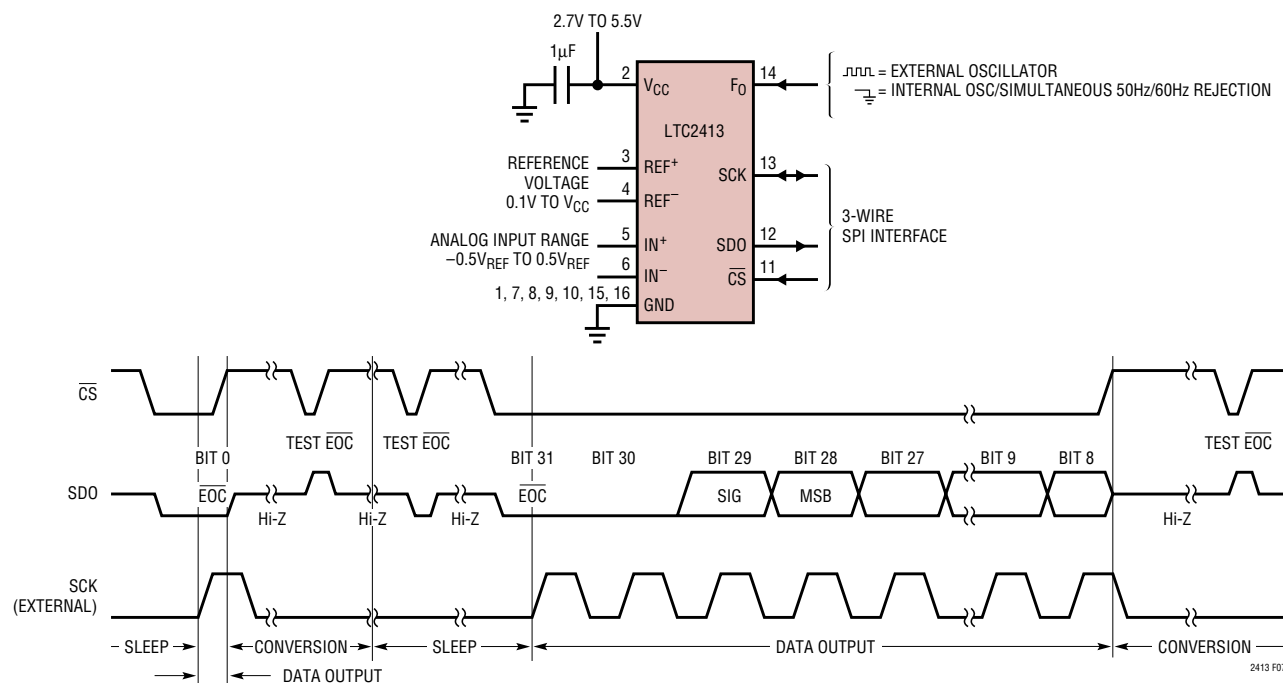 2.7V TO 5.5V
1µF
2
VCC
FO
14
= EXTERNAL OSCILLATOR
= INTERNAL OSC/SIMULTANEOUS 50Hz/60Hz REJECTION
LTC2413
REFERENCE
VOLTAGE
0.1V TO VCC
3
REF+
4
REF−
SCK
13
3-WIRE
SPI INTERFACE
ANALOG INPUT RANGE
−0.5VREF TO 0.5VREF
5
IN+
6
IN−
SDO
12
CS
11
1, 7, 8, 9, 10, 15, 16
GND
CS
TEST EOC
TEST EOC
TEST EOC
BIT 0
BIT 31
BIT 30
BIT 29
BIT 28
BIT 27
BIT 9
BIT 8
SDO
EOC
EOC
SIG
MSB
Hi-Z
Hi-Z
Hi-Z
Hi-Z
SCK
(EXTERNAL)
SLEEP
CONVERSION
SLEEP
DATA OUTPUT
CONVERSION
DATA OUTPUT
2413 F07